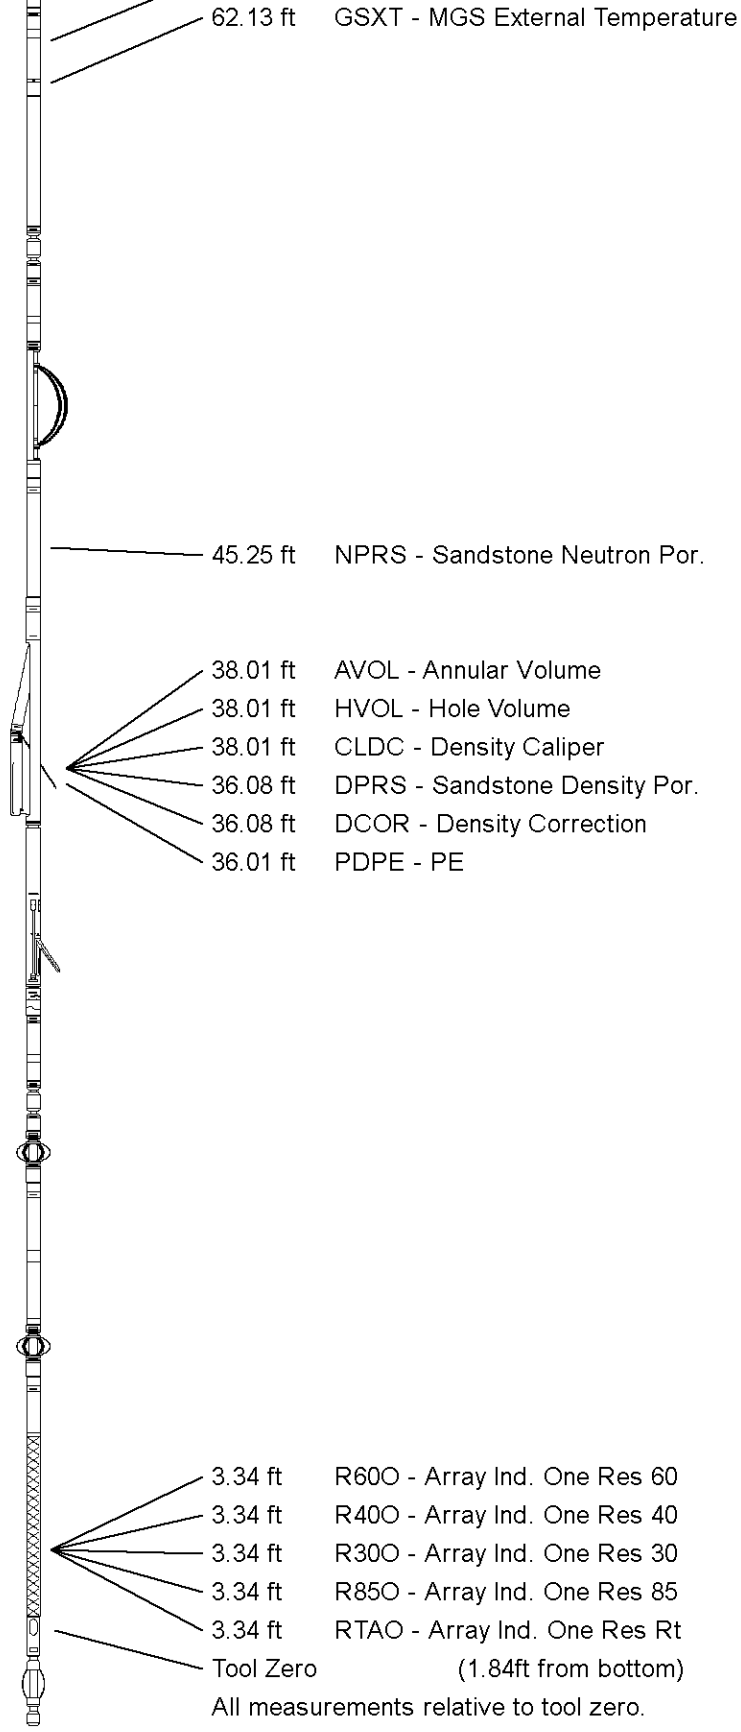 62.13 ft GSXT - MGS External Temperature
45.25 ft NPRS - Sandstone Neutron Por.
38.01 ft AVOL - Annular Volume
38.01 ft HVOL - Hole Volume
38.01 ft CLDC - Density Caliper
36.08 ft DPRS - Sandstone Density Por.
36.08 ft DCOR - Density Correction
36.01 ft PDPE - PE
3.34 ft R60O - Array Ind. One Res 60
3.34 ft R40O - Array Ind. One Res 40
3.34 ft R30O - Array Ind. One Res 30
3.34 ft R85O - Array Ind. One Res 85
3.34 ft RTAO - Array Ind. One Res Rt
Tool Zero (1.84ft from bottom)
All measurements relative to tool zero.